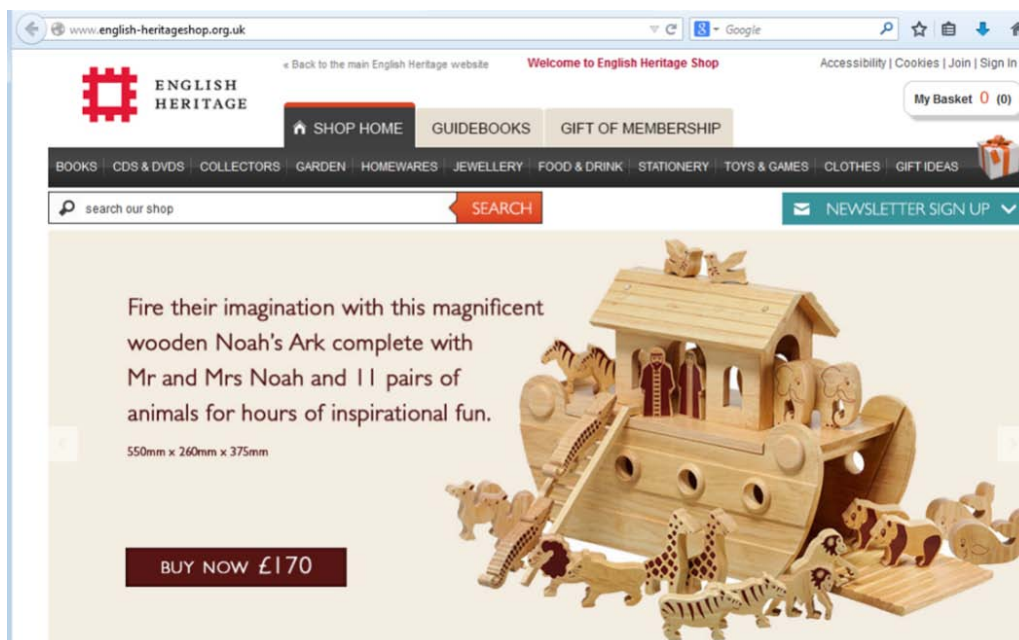 www.english-heritageshop.org.uk
Google
ENGLISH
HERITAGE
« Back to the main English Heritage website
Welcome to English Heritage Shop
Accessibility | Cookies | Join | Sign In
My Basket 0 (0)
SHOP HOME
GUIDEBOOKS
GIFT OF MEMBERSHIP
BOOKS CDS & DVDS COLLECTORS GARDEN HOMEWARES JEWELLERY FOOD & DRINK STATIONERY TOYS & GAMES CLOTHES GIFT IDEAS
search our shop
SEARCH
NEWSLETTER SIGN UP
Fire their imagination with this magnificent
wooden Noah's Ark complete with
Mr and Mrs Noah and 11 pairs of
animals for hours of inspirational fun.
550mm x 260mm x 375mm
BUY NOW £170